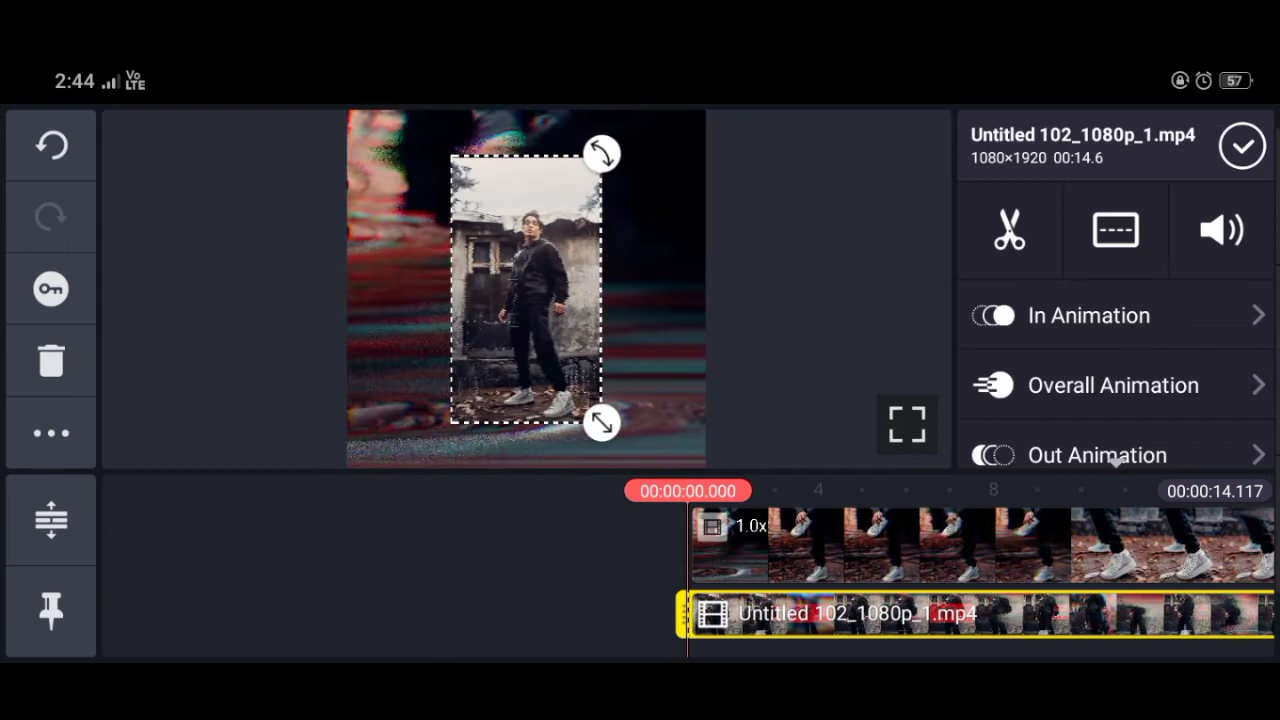 2:44 Vo LTE 57
Untitled 102_1080p_1.mp4
1080×1920 00:14.6
In Animation
Overall Animation
Out Animation
00:00:00.000 4 8 00:00:14.117
1.0x
Untitled 102_1080p_1.mp4